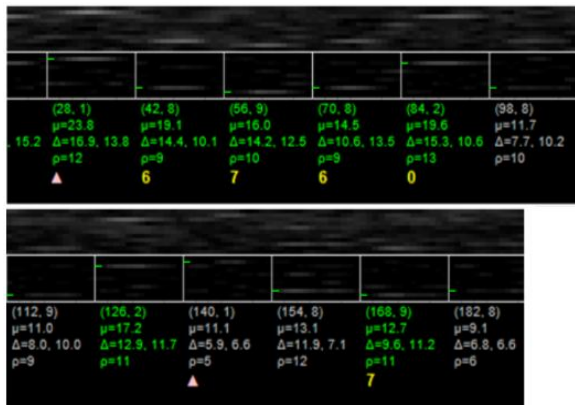 (28, 1) (42, 8) (56, 9) (70, 8) (84, 2) (98, 8)
μ=23.8 μ=19.1 μ=16.0 μ=14.5 μ=19.6 μ=11.7
, 15.2 Δ=16.9, 13.8 Δ=14.4, 10.1 Δ=14.2, 12.5 Δ=10.6, 13.5 Δ=15.3, 10.6 Δ=7.7, 10.2
ρ=12 ρ=9 ρ=10 ρ=9 ρ=13 ρ=10
▲ 6 7 6 0
(112, 9) (126, 2) (140, 1) (154, 8) (168, 9) (182, 8)
μ=11.0 μ=17.2 μ=11.1 μ=13.1 μ=12.7 μ=9.1
Δ=8.0, 10.0 Δ=12.9, 11.7 Δ=5.9, 6.6 Δ=11.9, 7.1 Δ=9.6, 11.2 Δ=6.8, 6.6
ρ=9 ρ=11 ρ=5 ρ=12 ρ=11 ρ=6
▲ 7